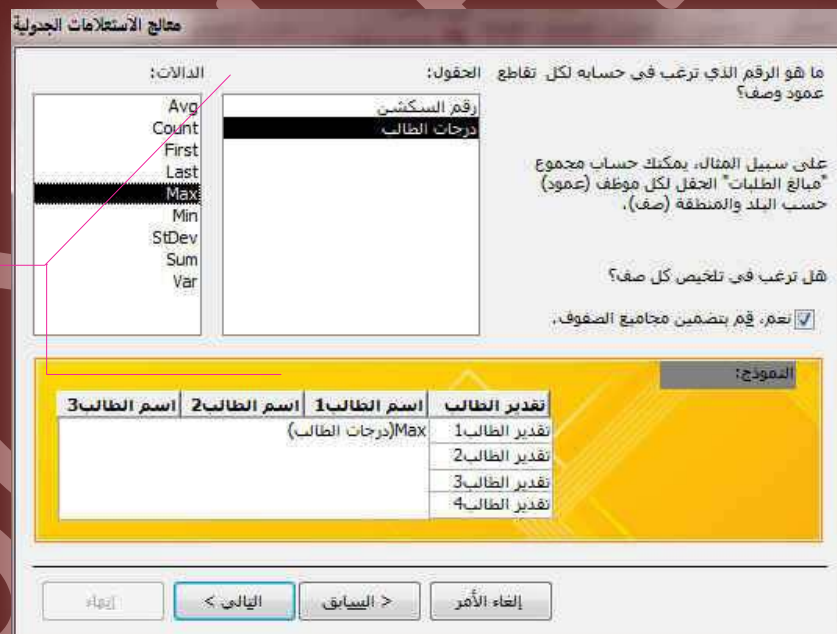 معالج الاستعلامات الجدولية
ما هو الرقم الذي ترغب في حسابه لكل تقاطع
عمود وصف؟
على سبيل المثال، يمكنك حساب مجموع
"مبالغ الطلبات" الحقل لكل موظف (عمود)
حسب البلد والمنطقة (صف).
هل ترغب في تلخيص كل صف؟
نعم، قم بتضمين مجاميع الصفوف.
الحقول:
رقم السكشن
درجات الطالب
الدالات:
Avg
Count
First
Last
Max
Min
StDev
Sum
Var
النموذج:
تقدير الطالب اسم الطالب1 اسم الطالب2 اسم الطالب3
تقدير الطالب1 Max(درجات الطالب)
تقدير الطالب2
تقدير الطالب3
تقدير الطالب4
إلغاء الأمر < السابق التالي > إنهاء